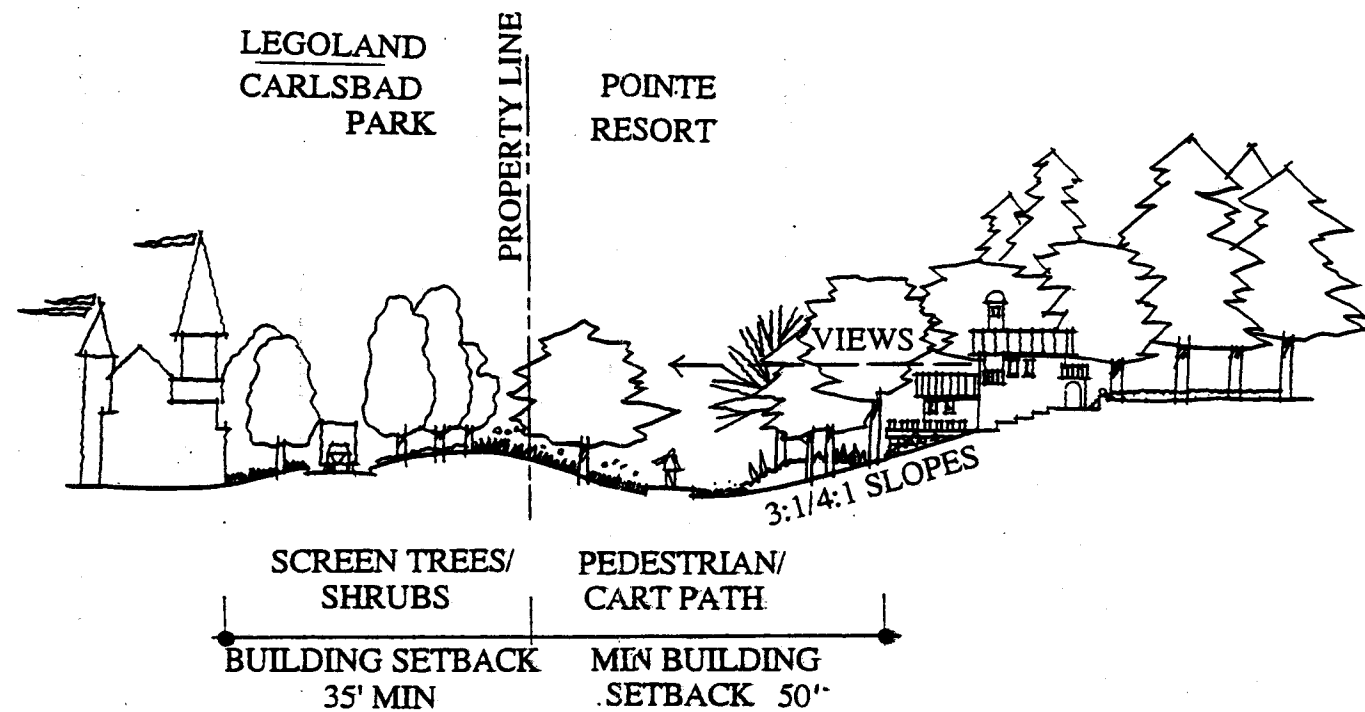 LEGOLAND
CARLSBAD
PARK
PROPERTY LINE
POINTE
RESORT
VIEWS
3:1/4:1 SLOPES
SCREEN TREES/
SHRUBS
PEDESTRIAN/
CART PATH
BUILDING SETBACK
35' MIN
MIN BUILDING
SETBACK 50'